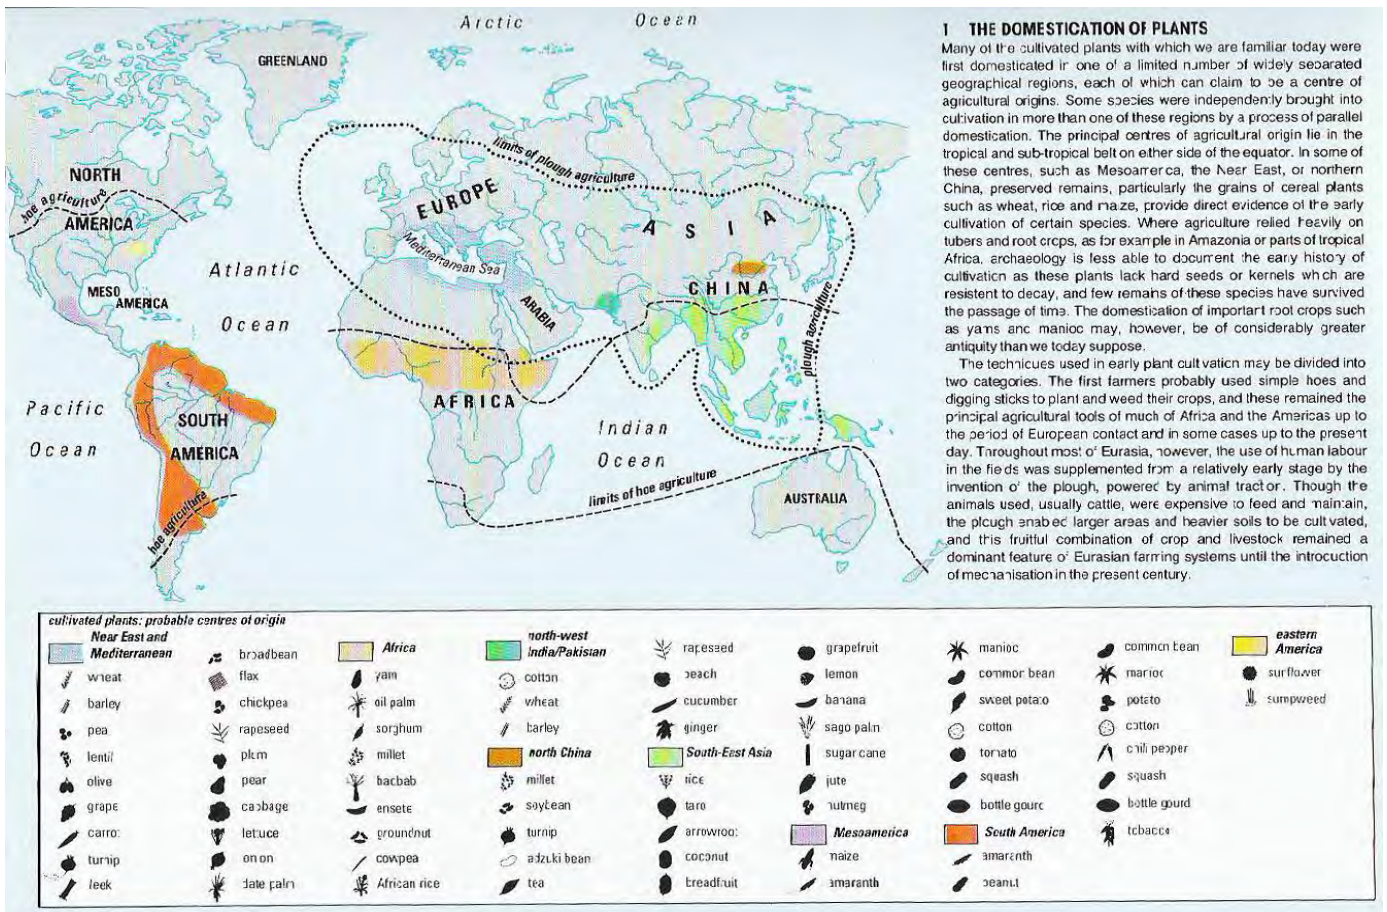 Arctic Ocean
GREENLAND
limits of plough agriculture
NORTH
hoe agriculture
AMERICA
EUROPE
ASIA
Mediterranean Sea
Atlantic
Ocean
MESO
AMERICA
ARABIA
CHINA
plough agriculture
Pacific
Ocean
SOUTH
AMERICA
AFRICA
Indian
Ocean
limits of hoe agriculture
AUSTRALIA
hoe agriculture
1 THE DOMESTICATION OF PLANTS
Many of the cultivated plants with which we are familiar today were
first domesticated in one of a limited number of widely separated
geographical regions, each of which can claim to be a centre of
agricultural origins. Some species were independently brought into
cultivation in more than one of these regions by a process of parallel
domestication. The principal centres of agricultural origin lie in the
tropical and sub-tropical belt on either side of the equator. In some of
these centres, such as Mesoamerica, the Near East, or northern
China, preserved remains, particularly the grains of cereal plants
such as wheat, rice and maize, provide direct evidence of the early
cultivation of certain species. Where agriculture relied heavily on
tubers and root crops, as for example in Amazonia or parts of tropical
Africa, archaeology is less able to document the early history of
cultivation as these plants lack hard seeds or kernels which are
resistent to decay, and few remains of these species have survived
the passage of time. The domestication of important root crops such
as yams and manioc may, however, be of considerably greater
antiquity than we today suppose.
The techniques used in early plant cultivation may be divided into
two categories. The first farmers probably used simple hoes and
digging sticks to plant and weed their crops, and these remained the
principal agricultural tools of much of Africa and the Americas up to
the period of European contact and in some cases up to the present
day. Throughout most of Eurasia, however, the use of human labour
in the fields was supplemented from a relatively early stage by the
invention of the plough, powered by animal traction. Though the
animals used, usually cattle, were expensive to feed and maintain,
the plough enabled larger areas and heavier soils to be cultivated,
and this fruitful combination of crop and livestock remained a
dominant feature of Eurasian farming systems until the introduction
of mechanisation in the present century.
cultivated plants: probable centres of origin
Near East and
Mediterranean
wheat
barley
pea
lentil
olive
grape
carrot
turnip
leek
broadbean
flax
chickpea
rapeseed
plum
pear
cabbage
lettuce
onion
date palm
Africa
yam
oil palm
sorghum
millet
baobab
ensete
groundnut
cowpea
African rice
north-west
India/Pakistan
cotton
wheat
barley
north China
millet
soybean
turnip
adzuki bean
tea
rapeseed
peach
cucumber
ginger
South-East Asia
rice
taro
arrowroot
coconut
breadfruit
grapefruit
lemon
banana
sago palm
sugar cane
jute
nutmeg
Mesoamerica
maize
amaranth
manioc
common bean
sweet potato
cotton
tomato
squash
bottle gourd
South America
amaranth
peanut
common bean
manioc
potato
cotton
chili pepper
squash
bottle gourd
tobacco
eastern
America
sunflower
sumpweed